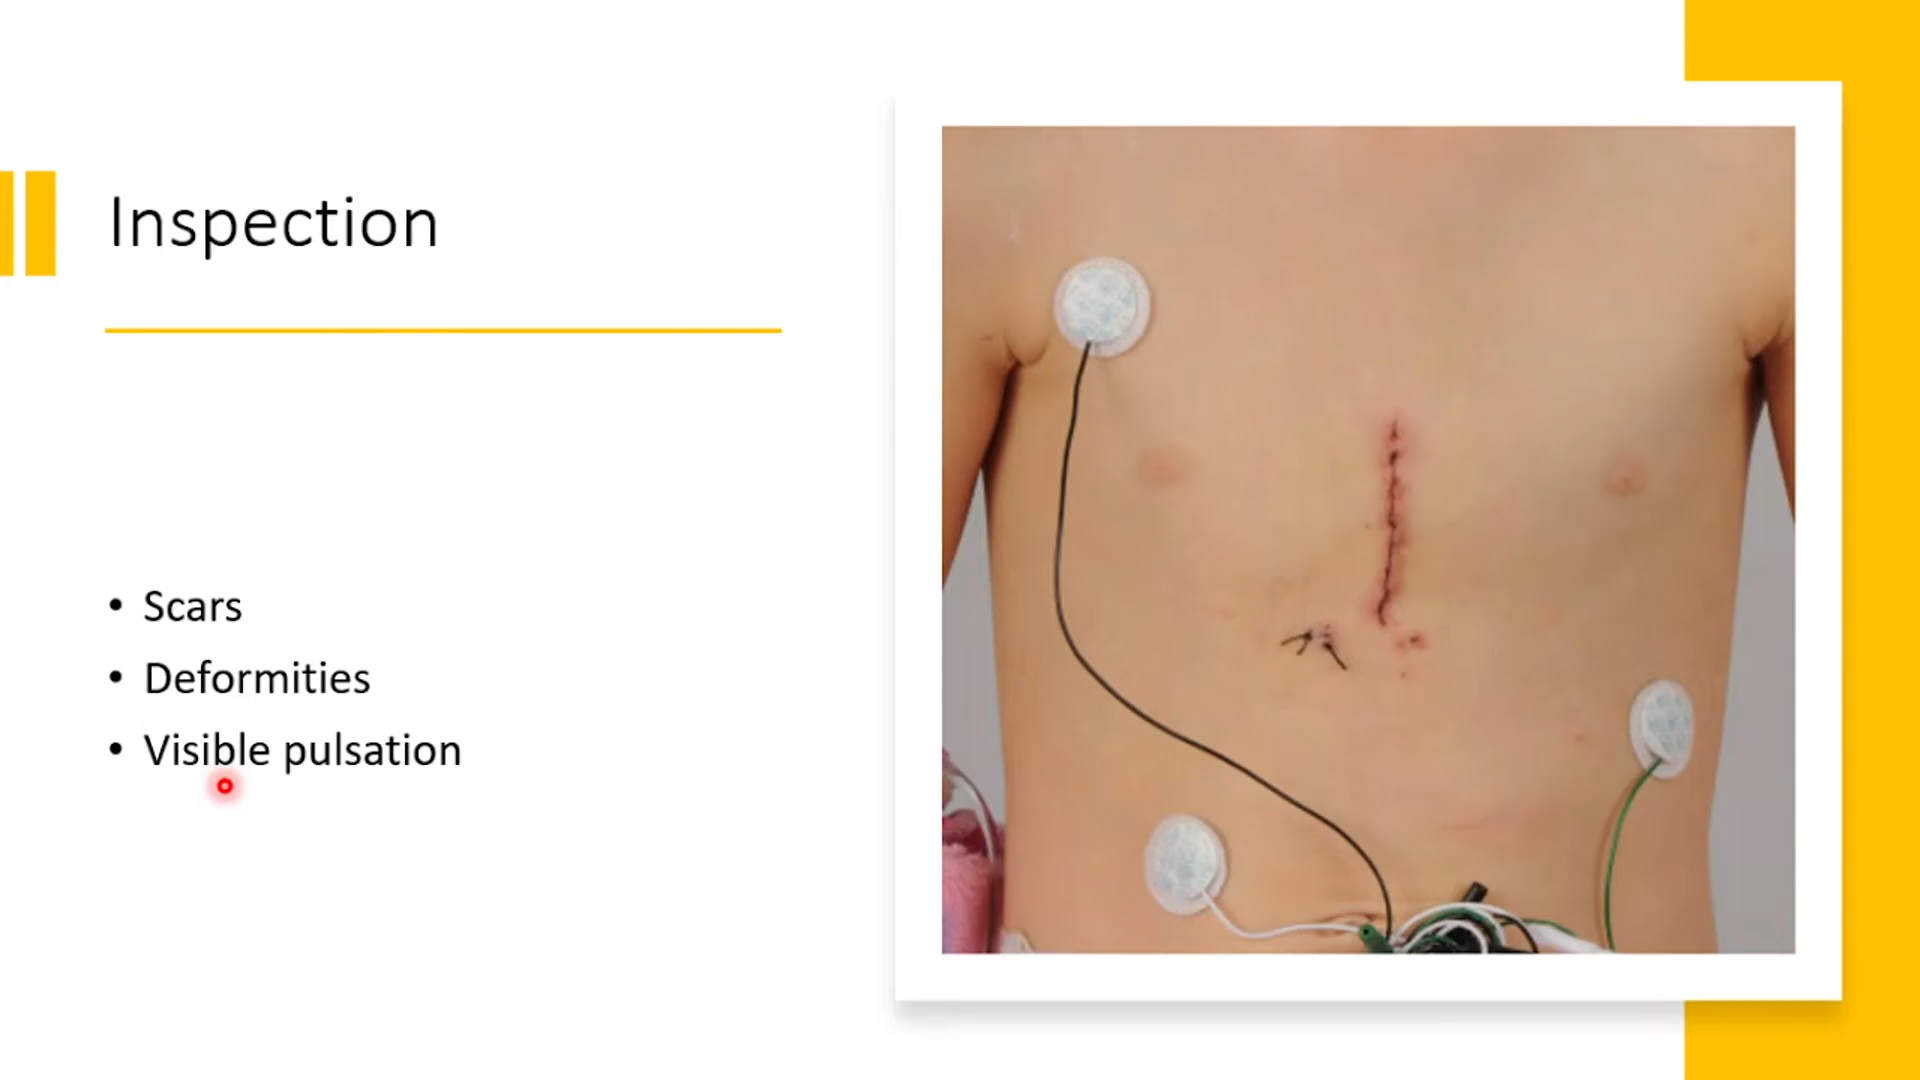 Inspection
• Scars
• Deformities
• Visible pulsation